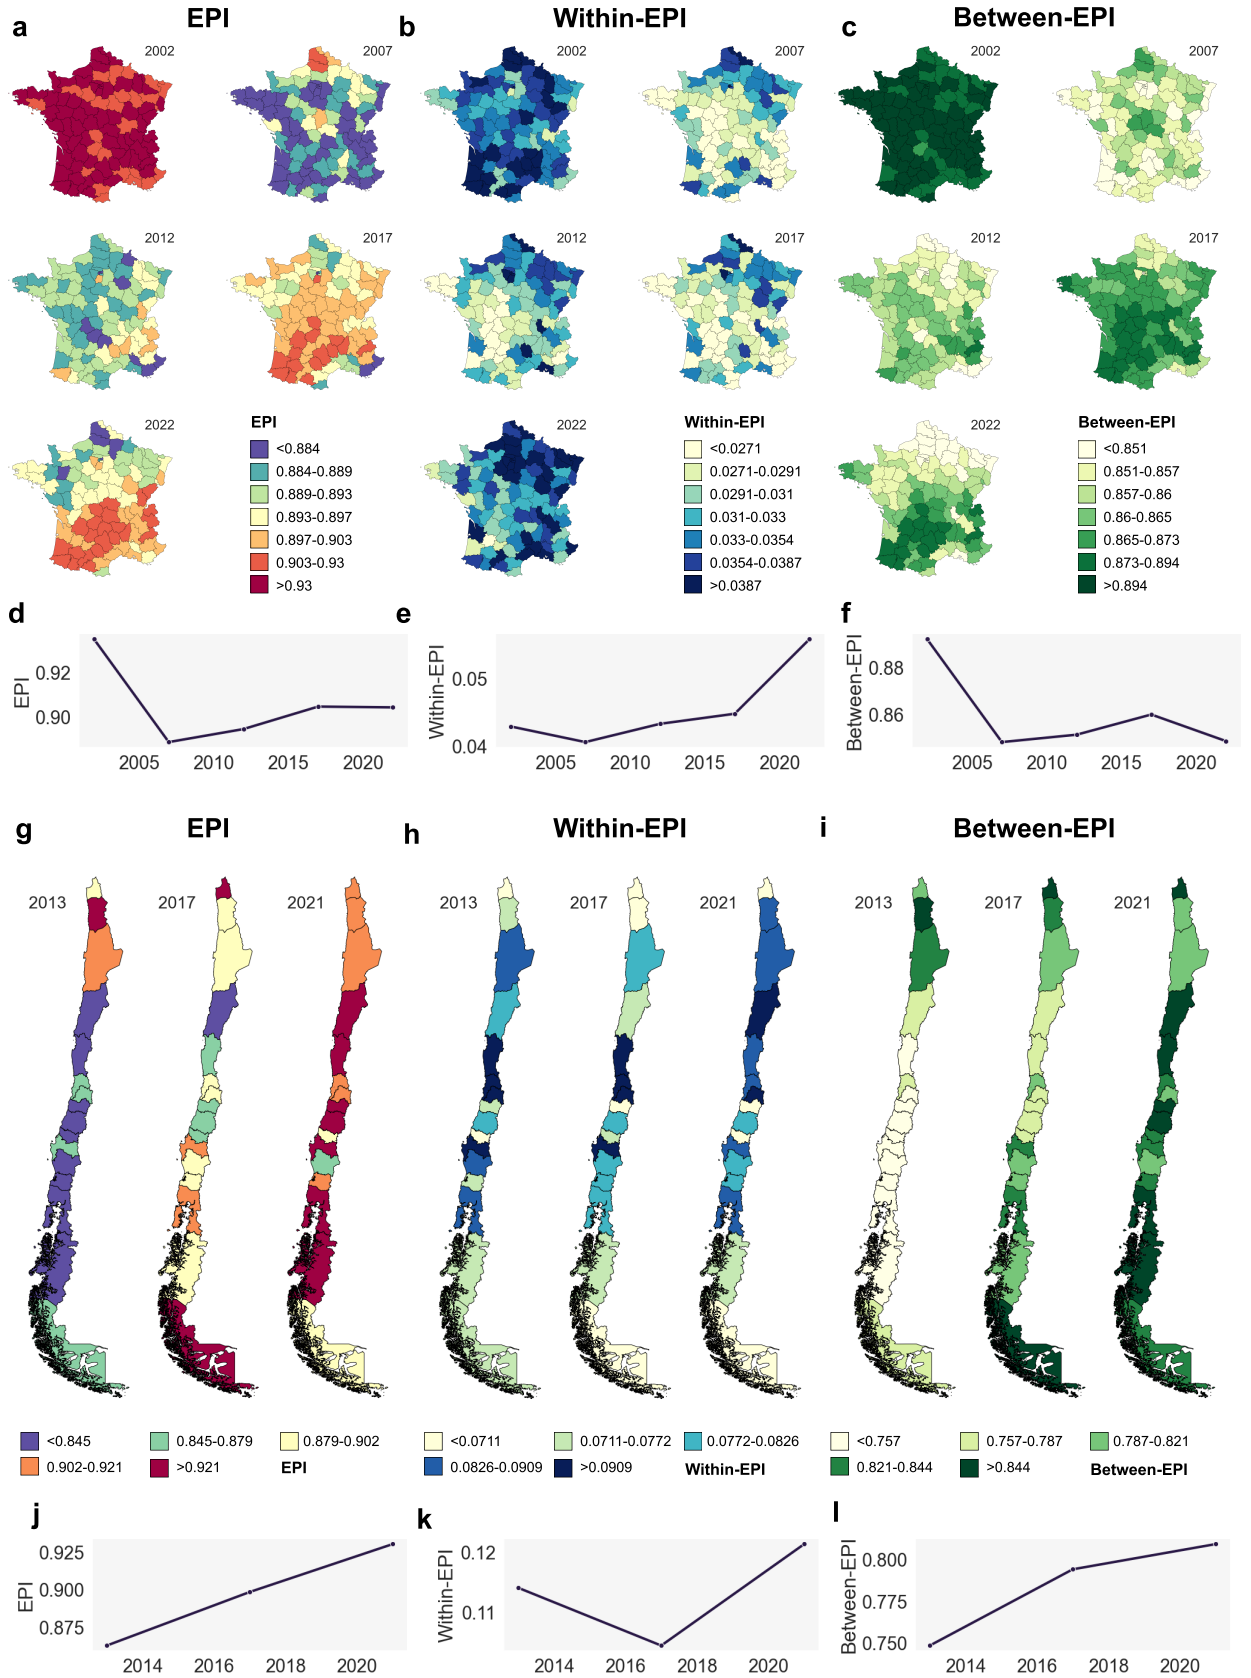 a EPI b Within-EPI c Between-EPI
2002 2007 2002 2007 2002 2007
2012 2017 2012 2017 2012 2017
2022 2022 2022
EPI
<0.884
0.884-0.889
0.889-0.893
0.893-0.897
0.897-0.903
0.903-0.93
>0.93
Within-EPI
<0.0271
0.0271-0.0291
0.0291-0.031
0.031-0.033
0.033-0.0354
0.0354-0.0387
>0.0387
Between-EPI
<0.851
0.851-0.857
0.857-0.86
0.86-0.865
0.865-0.873
0.873-0.894
>0.894
d
EPI
0.92
0.90
2005 2010 2015 2020
e
Within-EPI
0.05
0.04
2005 2010 2015 2020
f
Between-EPI
0.88
0.86
2005 2010 2015 2020
g EPI h Within-EPI i Between-EPI
2013 2017 2021 2013 2017 2021 2013 2017 2021
<0.845 0.845-0.879 0.879-0.902
0.902-0.921 >0.921 EPI
<0.0711 0.0711-0.0772 0.0772-0.0826
0.0826-0.0909 >0.0909 Within-EPI
<0.757 0.757-0.787 0.787-0.821
0.821-0.844 >0.844 Between-EPI
j
EPI
0.925
0.900
0.875
2014 2016 2018 2020
k
Within-EPI
0.12
0.11
2014 2016 2018 2020
l
Between-EPI
0.800
0.775
0.750
2014 2016 2018 2020